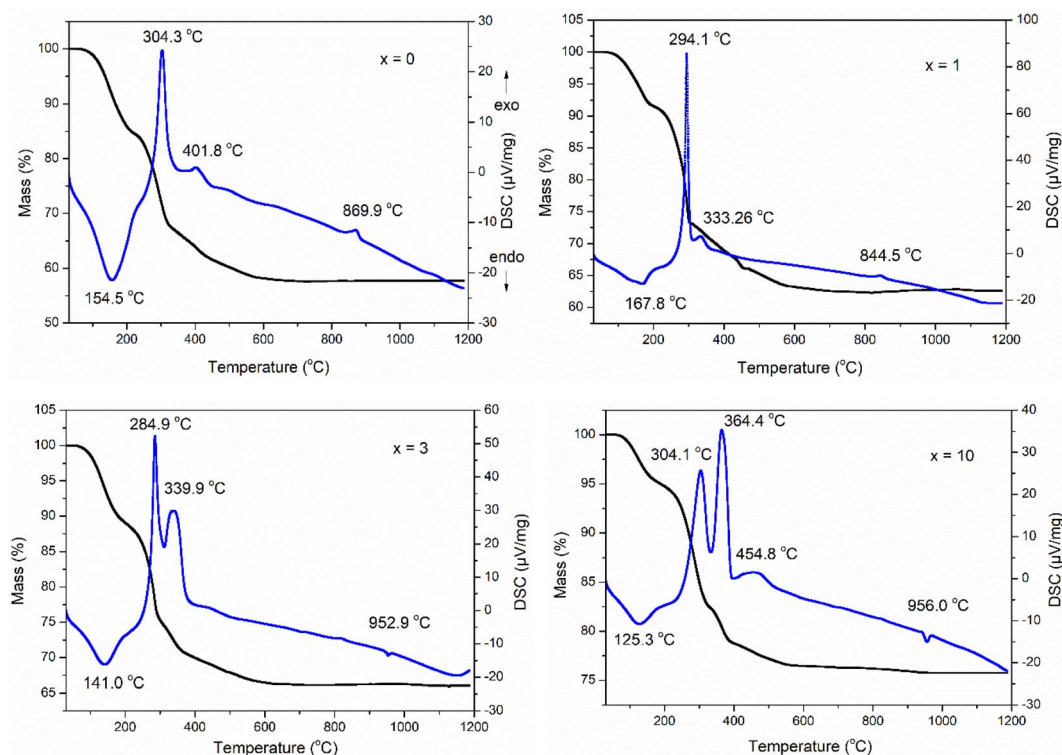 304.3 °C
x = 0
401.8 °C
869.9 °C
154.5 °C
exo
endo
Mass (%)
DSC (µV/mg)
100
90
80
70
60
50
30
20
10
0
-10
-20
-30
200 400 600 800 1000 1200
Temperature (°C)
294.1 °C
x = 1
333.26 °C
844.5 °C
167.8 °C
Mass (%)
DSC (µV/mg)
105
100
95
90
85
80
75
70
65
60
100
80
60
40
20
0
-20
200 400 600 800 1000 1200
Temperature (°C)
284.9 °C
x = 3
339.9 °C
952.9 °C
141.0 °C
Mass (%)
DSC (µV/mg)
105
100
95
90
85
80
75
70
65
60
50
40
30
20
10
0
-10
-20
-30
200 400 600 800 1000 1200
Temperature (°C)
364.4 °C
304.1 °C
x = 10
454.8 °C
956.0 °C
125.3 °C
Mass (%)
DSC (µV/mg)
100
95
90
85
80
75
40
30
20
10
0
-10
-20
-30
200 400 600 800 1000 1200
Temperature (°C)